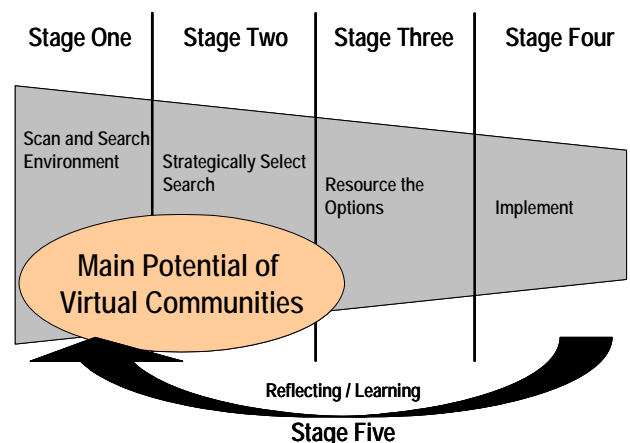 Stage One
Stage Two
Stage Three
Stage Four
Scan and Search
Environment
Strategically Select
Search
Resource the
Options
Implement
Main Potential of
Virtual Communities
Reflecting / Learning
Stage Five